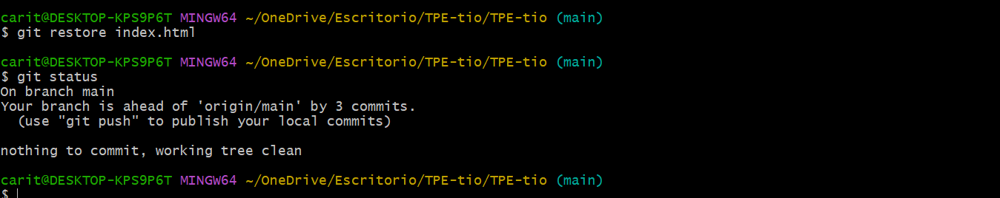 carit@DESKTOP-KPS9P6T MINGW64 ~/OneDrive/Escritorio/TPE-tio/TPE-tio (main)
$ git restore index.html
carit@DESKTOP-KPS9P6T MINGW64 ~/OneDrive/Escritorio/TPE-tio/TPE-tio (main)
$ git status
On branch main
Your branch is ahead of 'origin/main' by 3 commits.
  (use "git push" to publish your local commits)
nothing to commit, working tree clean
carit@DESKTOP-KPS9P6T MINGW64 ~/OneDrive/Escritorio/TPE-tio/TPE-tio (main)
$